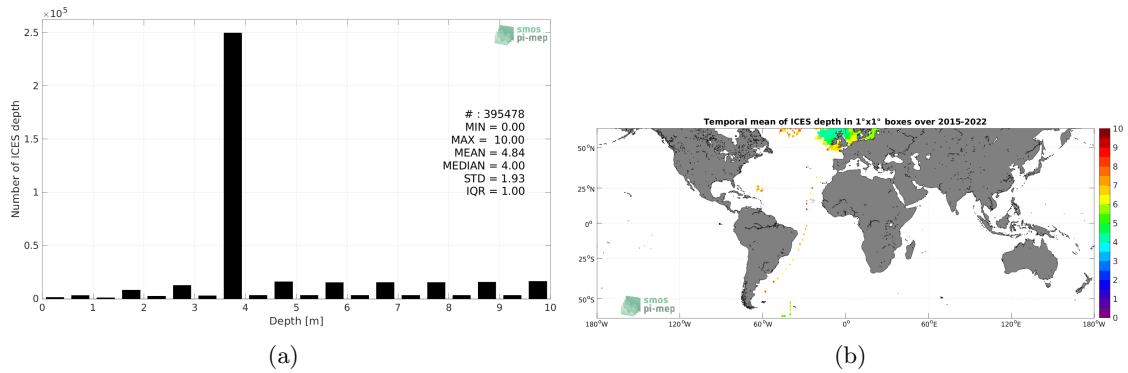 ×10⁵
smos
pi-mep
2.5
2
1.5
1
0.5
0
Number of ICES depth
# : 395478
MIN = 0.00
MAX = 10.00
MEAN = 4.84
MEDIAN = 4.00
STD = 1.93
IQR = 1.00
0 1 2 3 4 5 6 7 8 9 10
Depth [m]
(a)
Temporal mean of ICES depth in 1°x1° boxes over 2015-2022
50°N
25°N
0°
25°S
50°S
180°W 120°W 60°W 0°E 60°E 120°E 180°W
10
9
8
7
6
5
4
3
2
1
0
smos
pi-mep
(b)